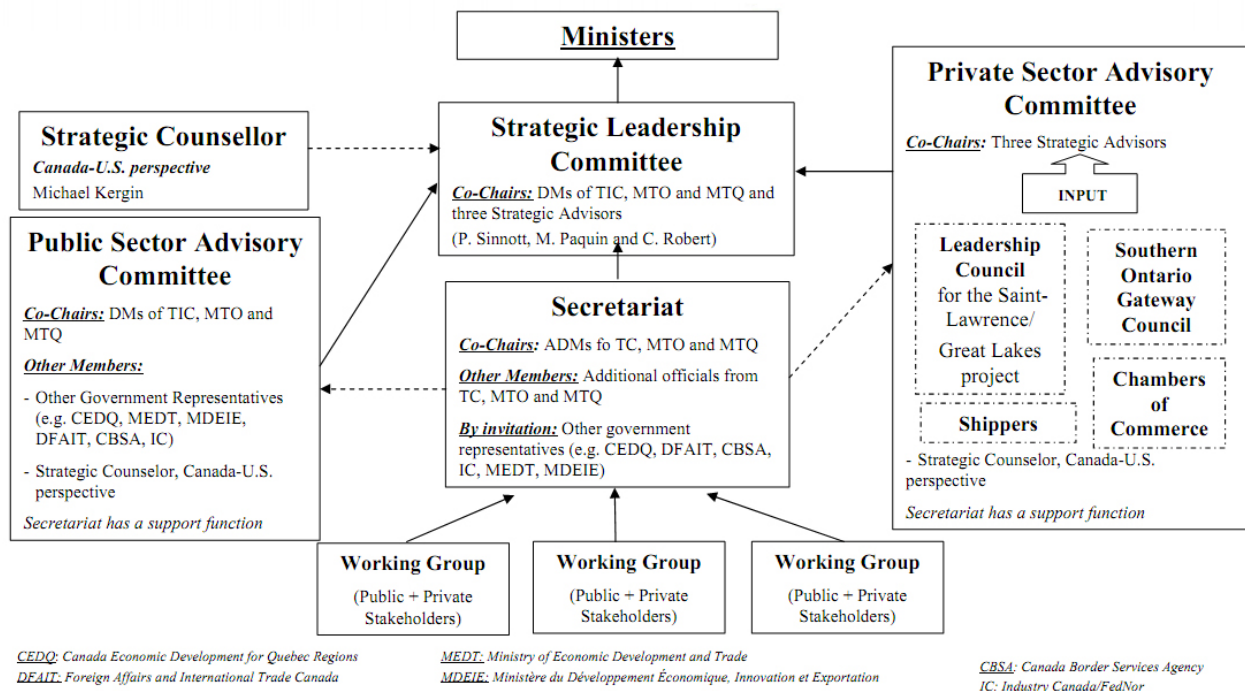 Ministers
Strategic Counsellor
Canada-U.S. perspective
Michael Kergin
Strategic Leadership
Committee
Co-Chairs: DMs of TIC, MTO and MTQ and
three Strategic Advisors
(P. Sinnott, M. Paquin and C. Robert)
Private Sector Advisory
Committee
Co-Chairs: Three Strategic Advisors
INPUT
Leadership
Council
for the Saint-
Lawrence/
Great Lakes
project
Southern
Ontario
Gateway
Council
Shippers
Chambers
of
Commerce
- Strategic Counselor, Canada-U.S.
perspective
Secretariat has a support function
Public Sector Advisory
Committee
Co-Chairs: DMs of TIC, MTO and
MTQ
Other Members:
- Other Government Representatives
(e.g. CEDQ, MEDT, MDEIE,
DFAIT, CBSA, IC)
- Strategic Counselor, Canada-U.S.
perspective
Secretariat has a support function
Secretariat
Co-Chairs: ADMs fo TC, MTO and MTQ
Other Members: Additional officials from
TC, MTO and MTQ
By invitation: Other government
representatives (e.g. CEDQ, DFAIT, CBSA,
IC, MEDT, MDEIE)
Working Group
(Public + Private
Stakeholders)
Working Group
(Public + Private
Stakeholders)
Working Group
(Public + Private
Stakeholders)
CEDQ: Canada Economic Development for Quebec Regions
DFAIT: Foreign Affairs and International Trade Canada
MEDT: Ministry of Economic Development and Trade
MDEIE: Ministère du Développement Économique, Innovation et Exportation
CBSA: Canada Border Services Agency
IC: Industry Canada/FedNor